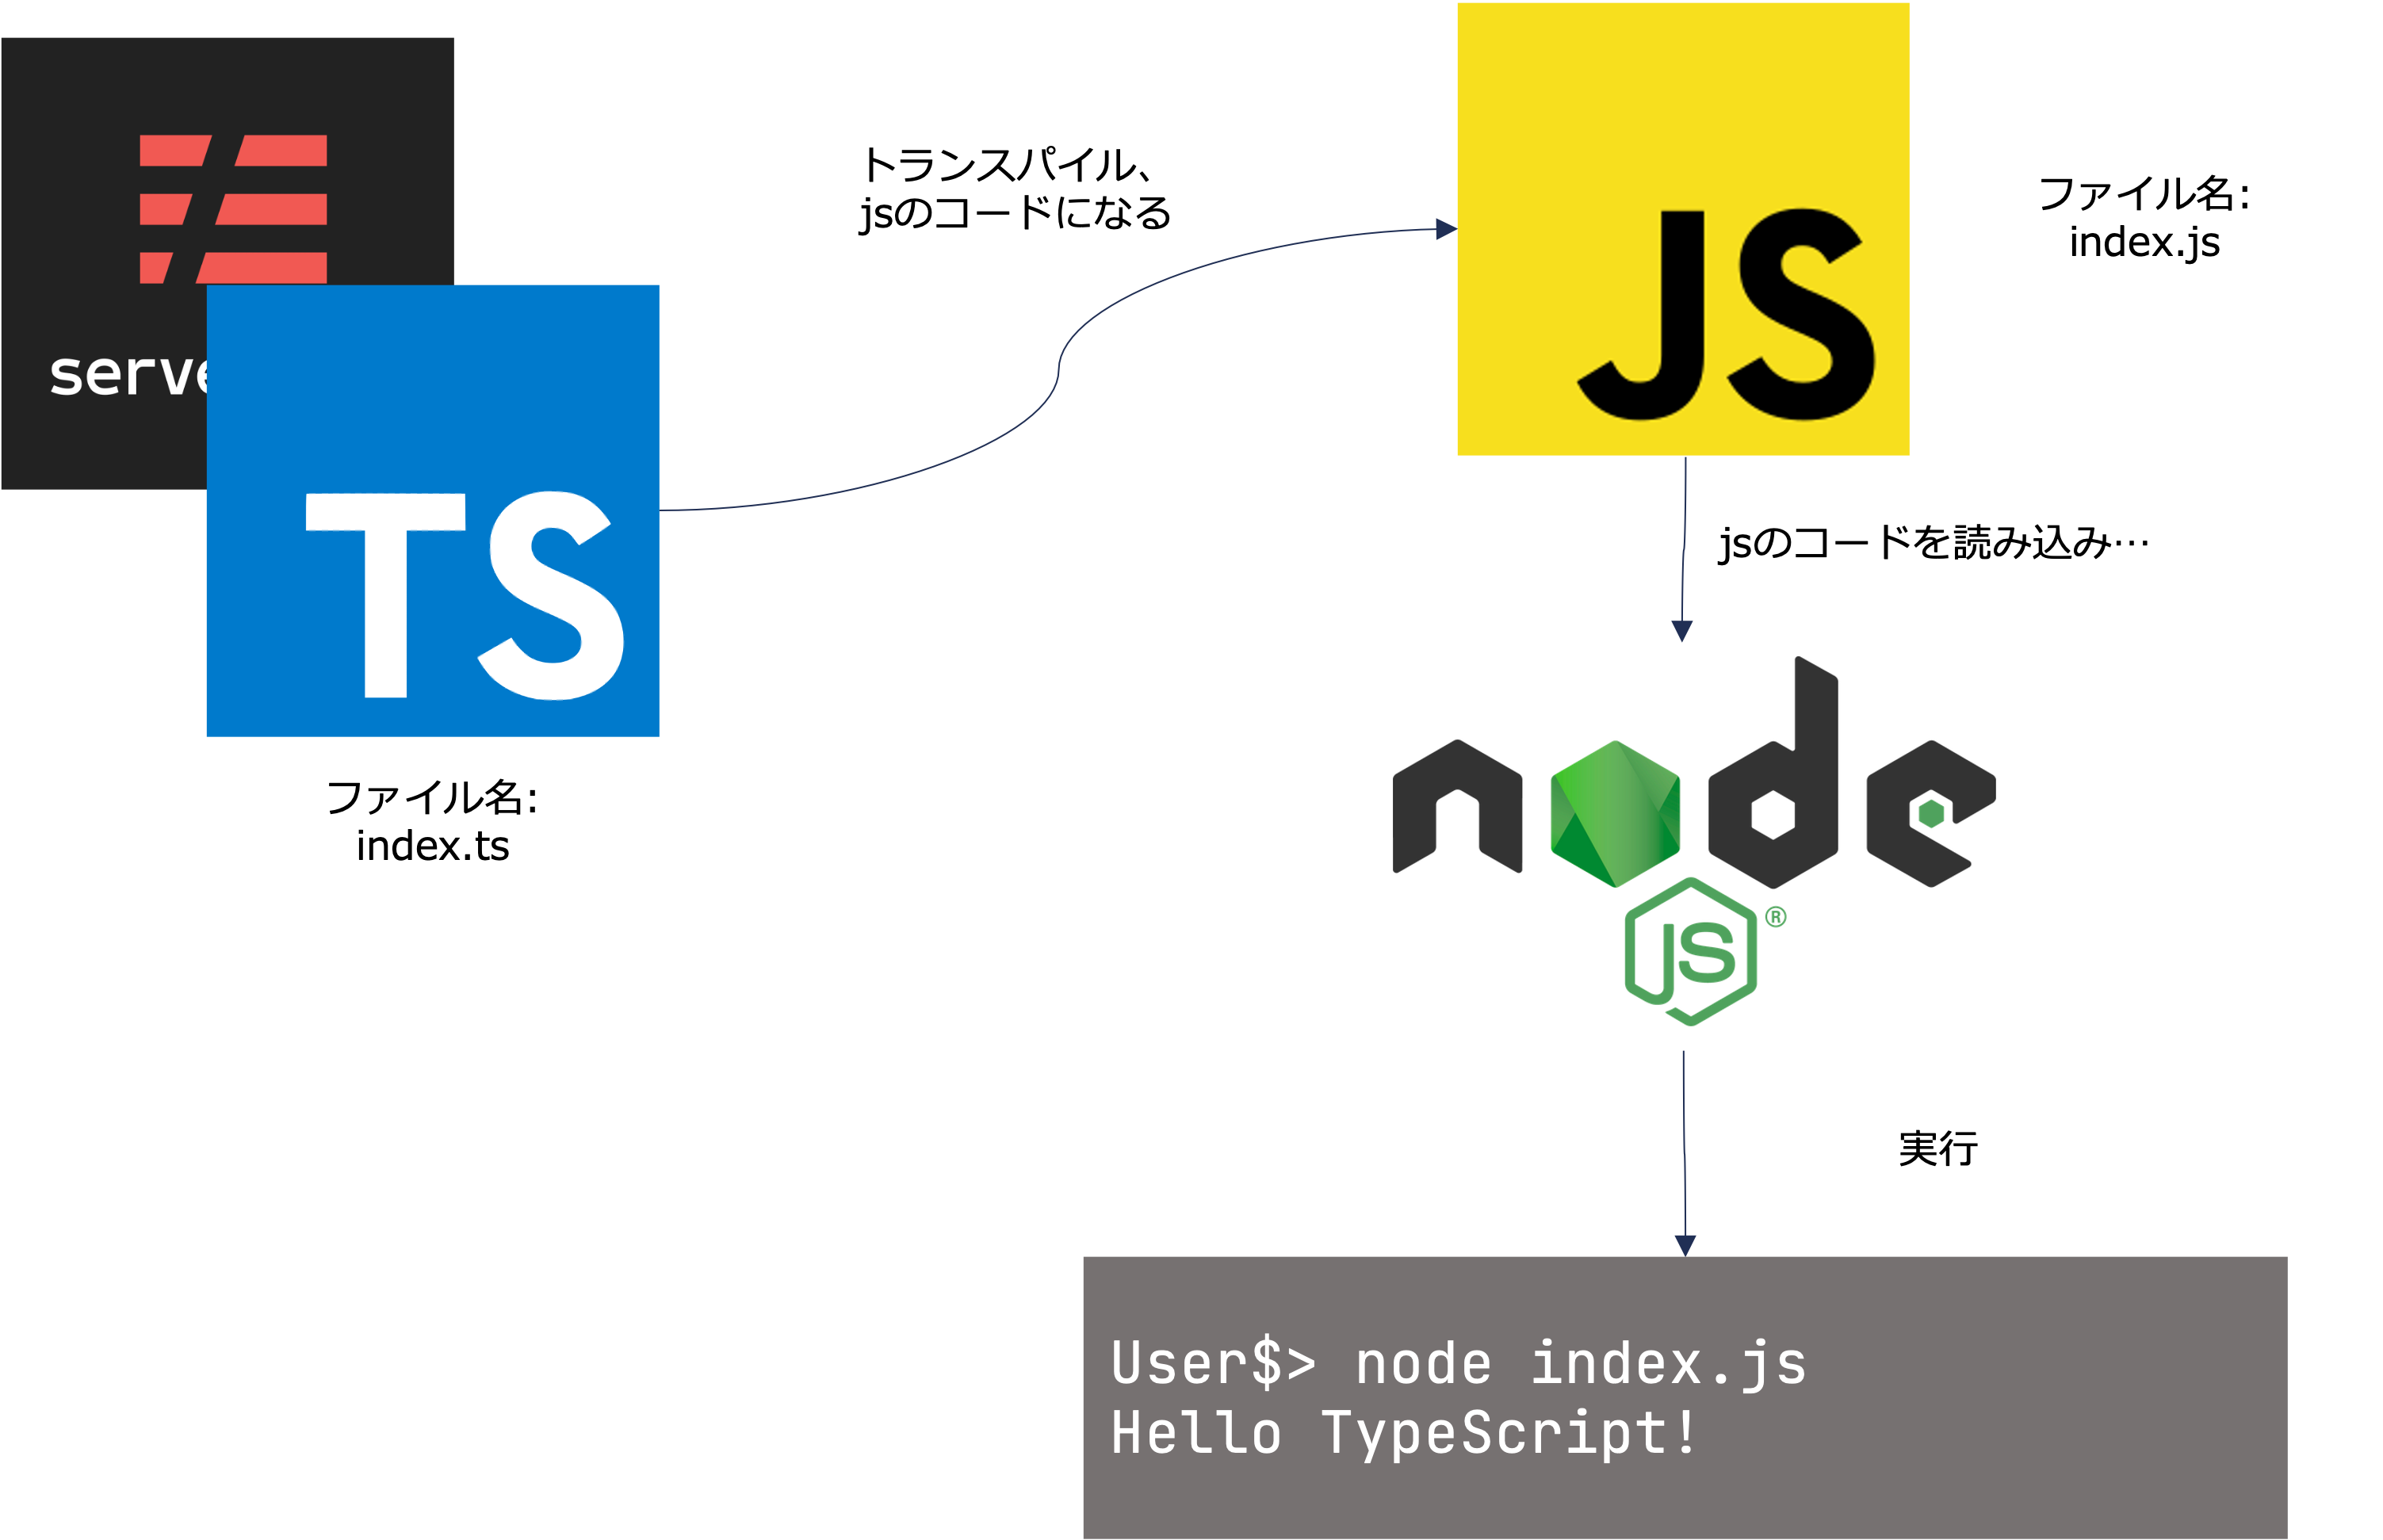 serve
TS
ファイル名:
index.ts
トランスパイル、
jsのコードになる
JS
ファイル名:
index.js
jsのコードを読み込み…
node
JS®
実行
User$> node index.js
Hello TypeScript!